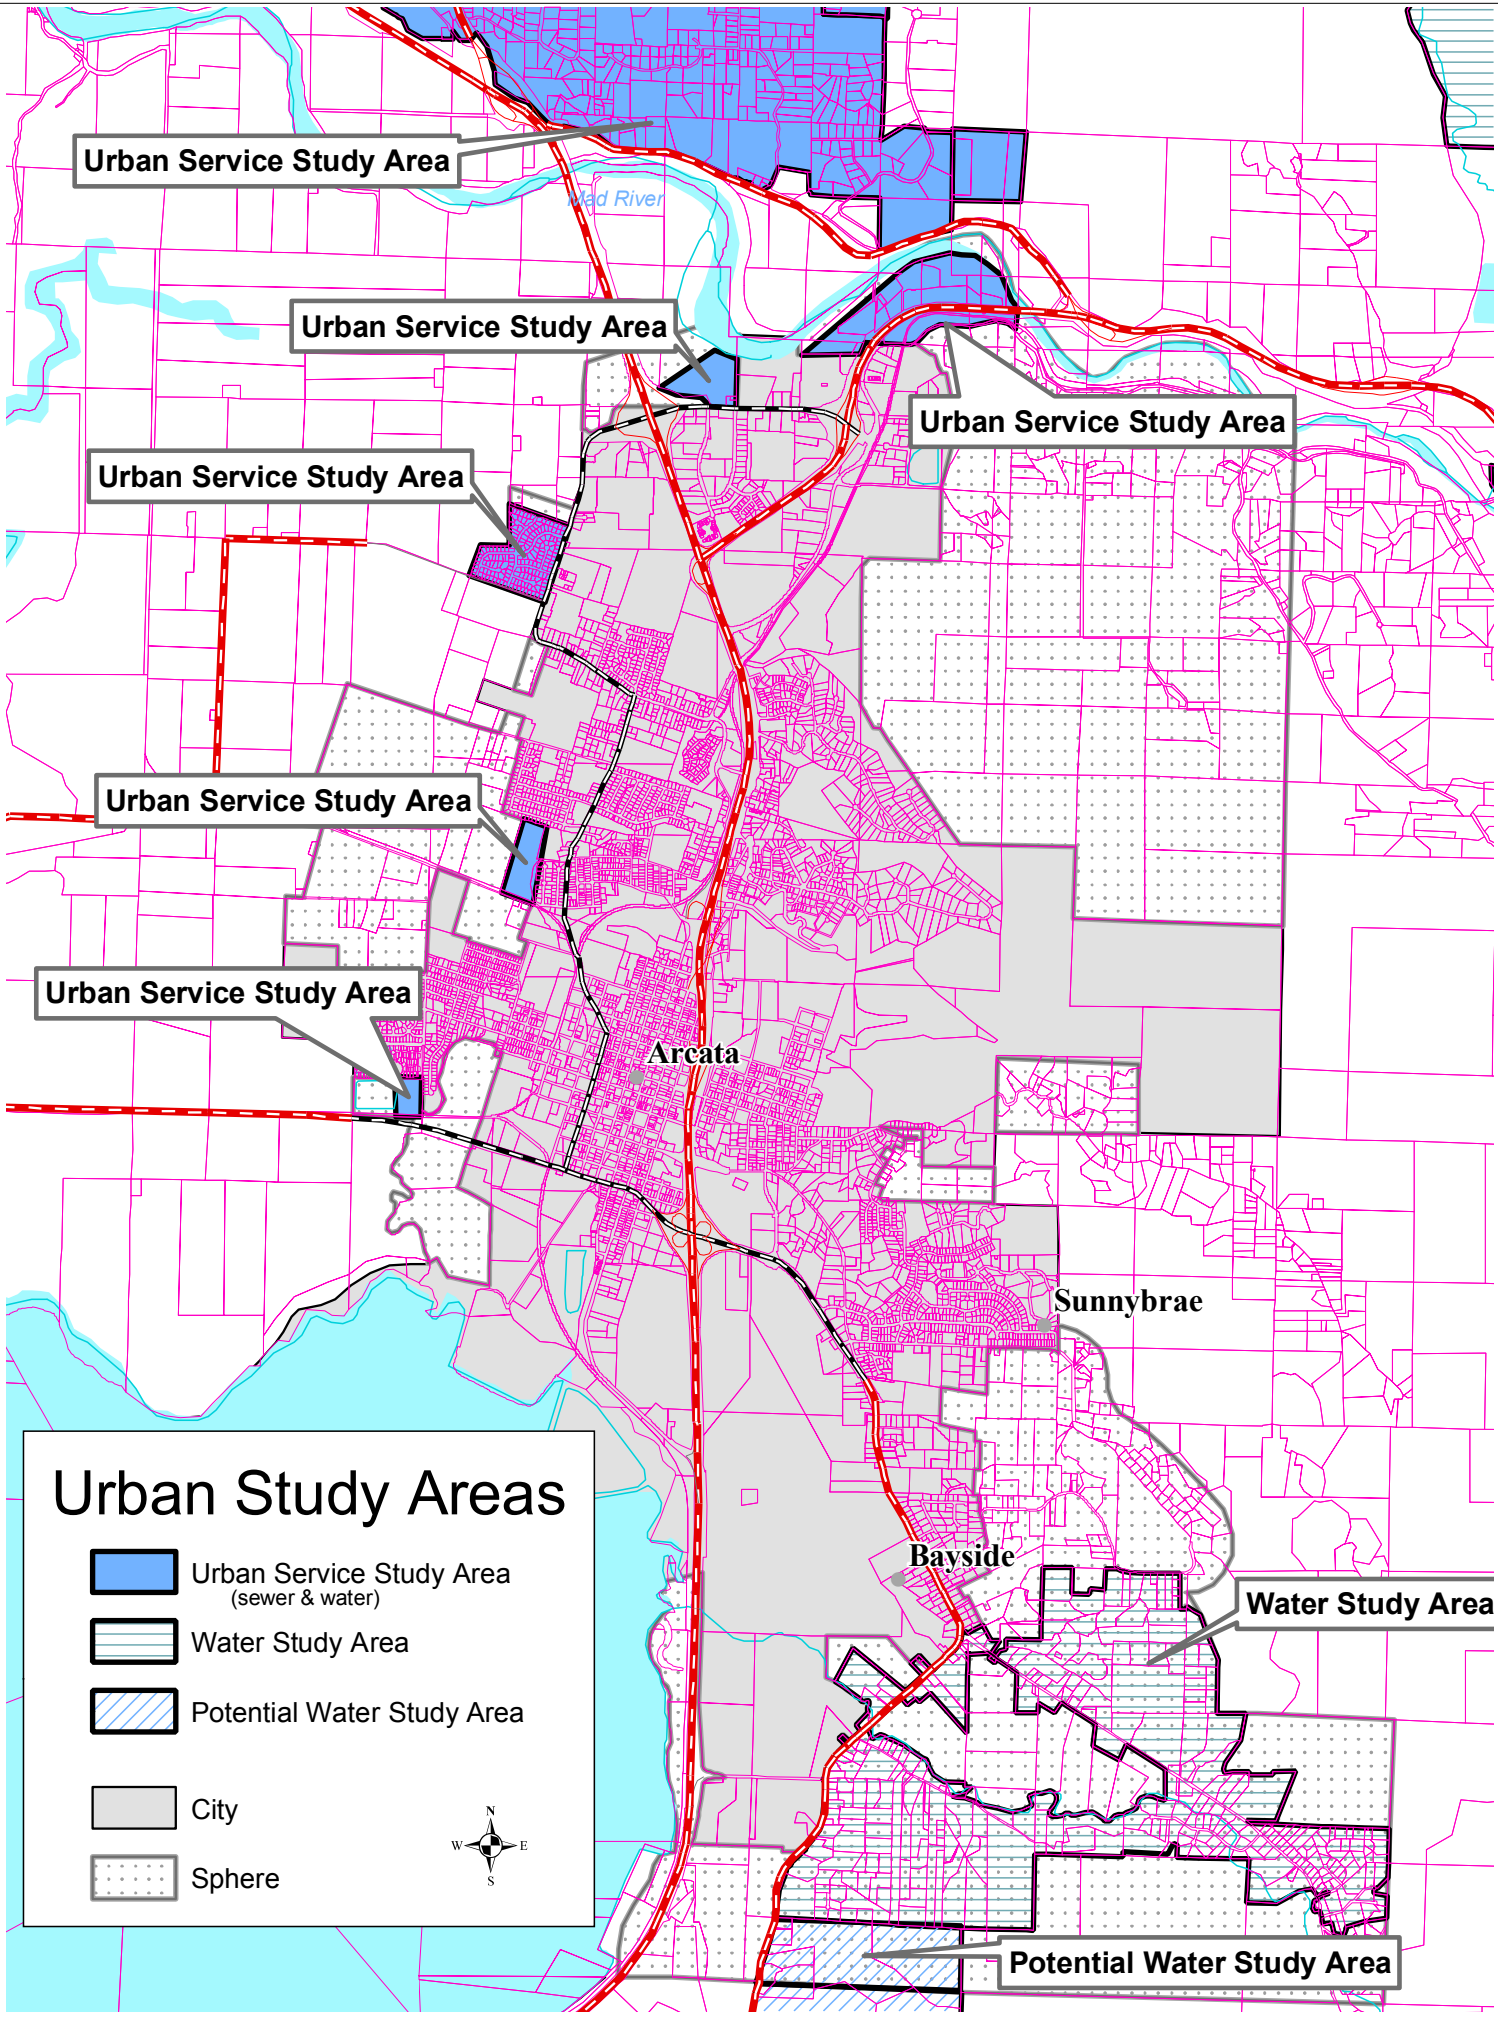 Urban Service Study Area
Mad River
Urban Service Study Area
Urban Service Study Area
Urban Service Study Area
Urban Service Study Area
Urban Service Study Area
Arcata
Sunnybrae
Bayside
Water Study Area
Potential Water Study Area
Urban Study Areas
Urban Service Study Area
(sewer & water)
Water Study Area
Potential Water Study Area
City
Sphere
N
W E
S